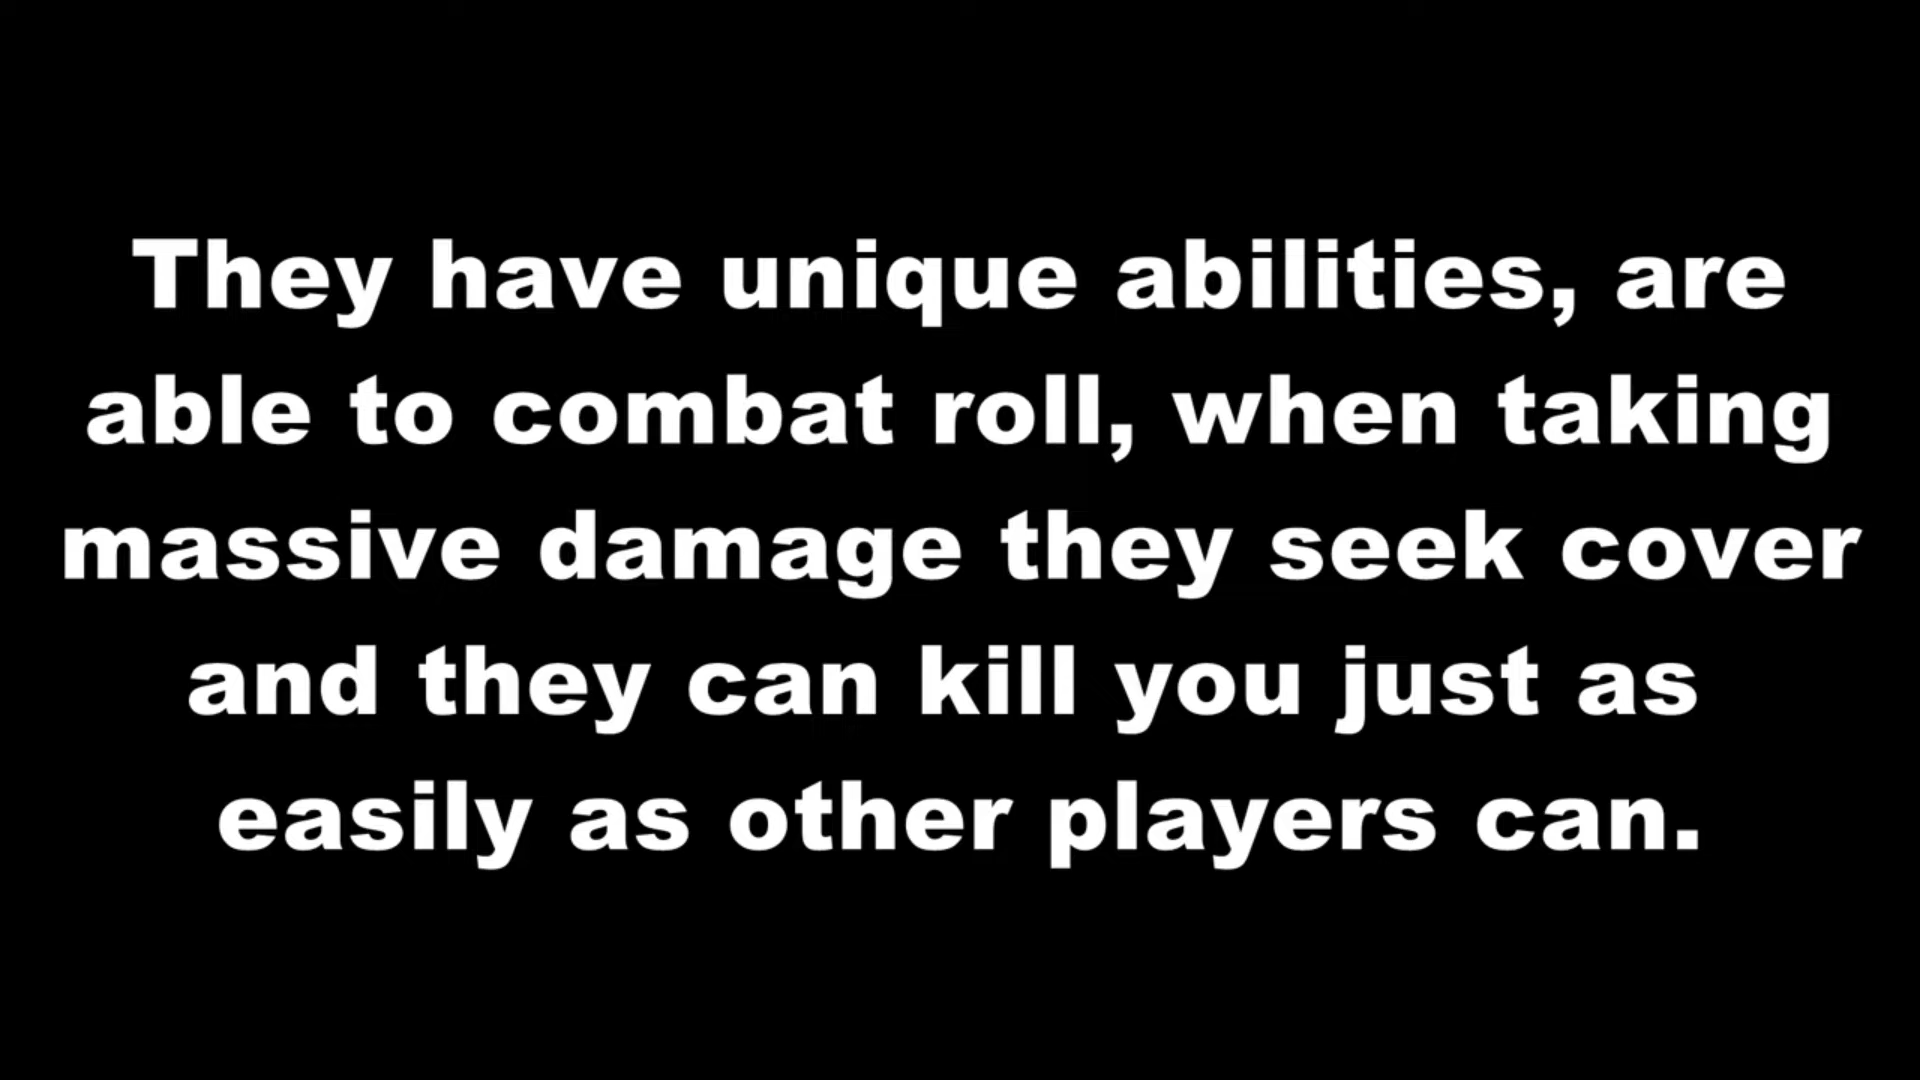 They have unique abilities, are
able to combat roll, when taking
massive damage they seek cover
and they can kill you just as
easily as other players can.